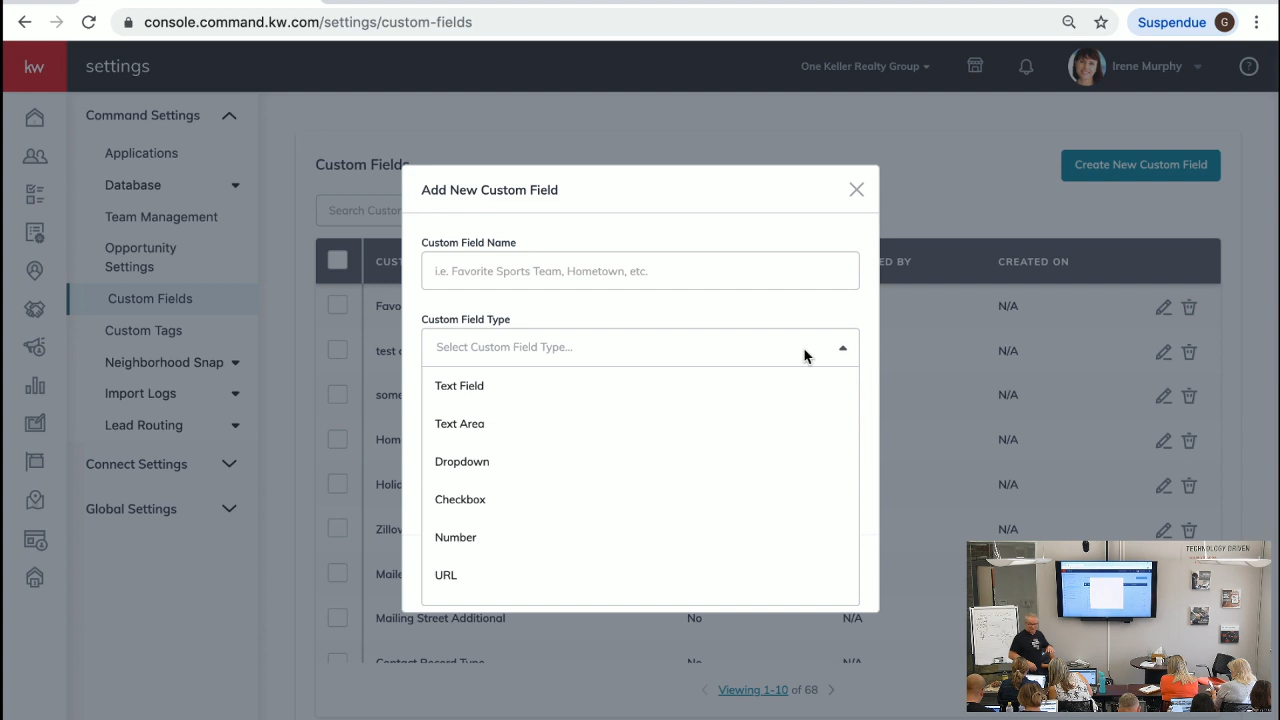 console.command.kw.com/settings/custom-fields
Suspendue
G
kw
settings
One Keller Realty Group
Irene Murphy
?
Command Settings
Applications
Database
Team Management
Opportunity
Settings
Custom Fields
Custom Tags
Neighborhood Snap
Import Logs
Lead Routing
Connect Settings
Global Settings
Custom Fields
Create New Custom Field
Search Custo
CUS
ED BY
CREATED ON
Favo
N/A
test
N/A
some
N/A
Hom
N/A
Holi
N/A
Zillo
N/A
Maile
Mailing Street Additional
No
N/A
Contact Record Type
No
N/A
Viewing 1-10 of 68
Add New Custom Field
Custom Field Name
i.e. Favorite Sports Team, Hometown, etc.
Custom Field Type
Select Custom Field Type...
Text Field
Text Area
Dropdown
Checkbox
Number
URL
TECHNOLOGY DRIVEN